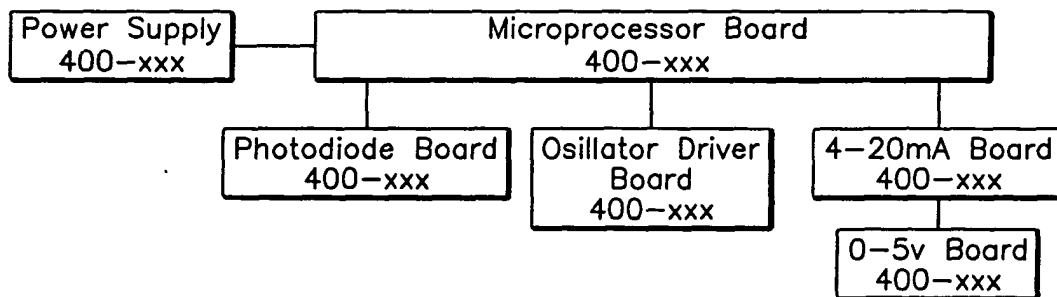 Power Supply
400-xxx
Microprocessor Board
400-xxx
Photodiode Board
400-xxx
Osillator Driver
Board
400-xxx
4-20mA Board
400-xxx
0-5v Board
400-xxx